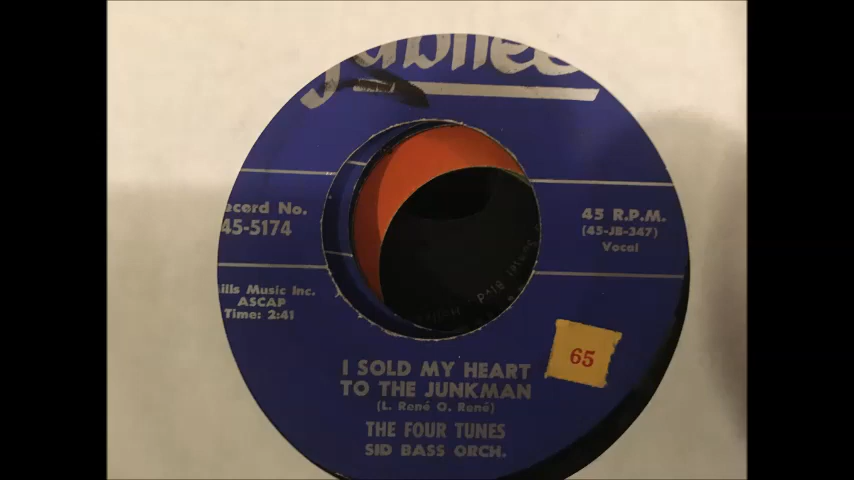 Jubilee
ecord No.
45-5174
45 R.P.M.
(45-JB-347)
Vocal
ills Music Inc.
ASCAP
Time: 2:41
65
I SOLD MY HEART
TO THE JUNKMAN
(L. René O. René)
THE FOUR TUNES
SID BASS ORCH.